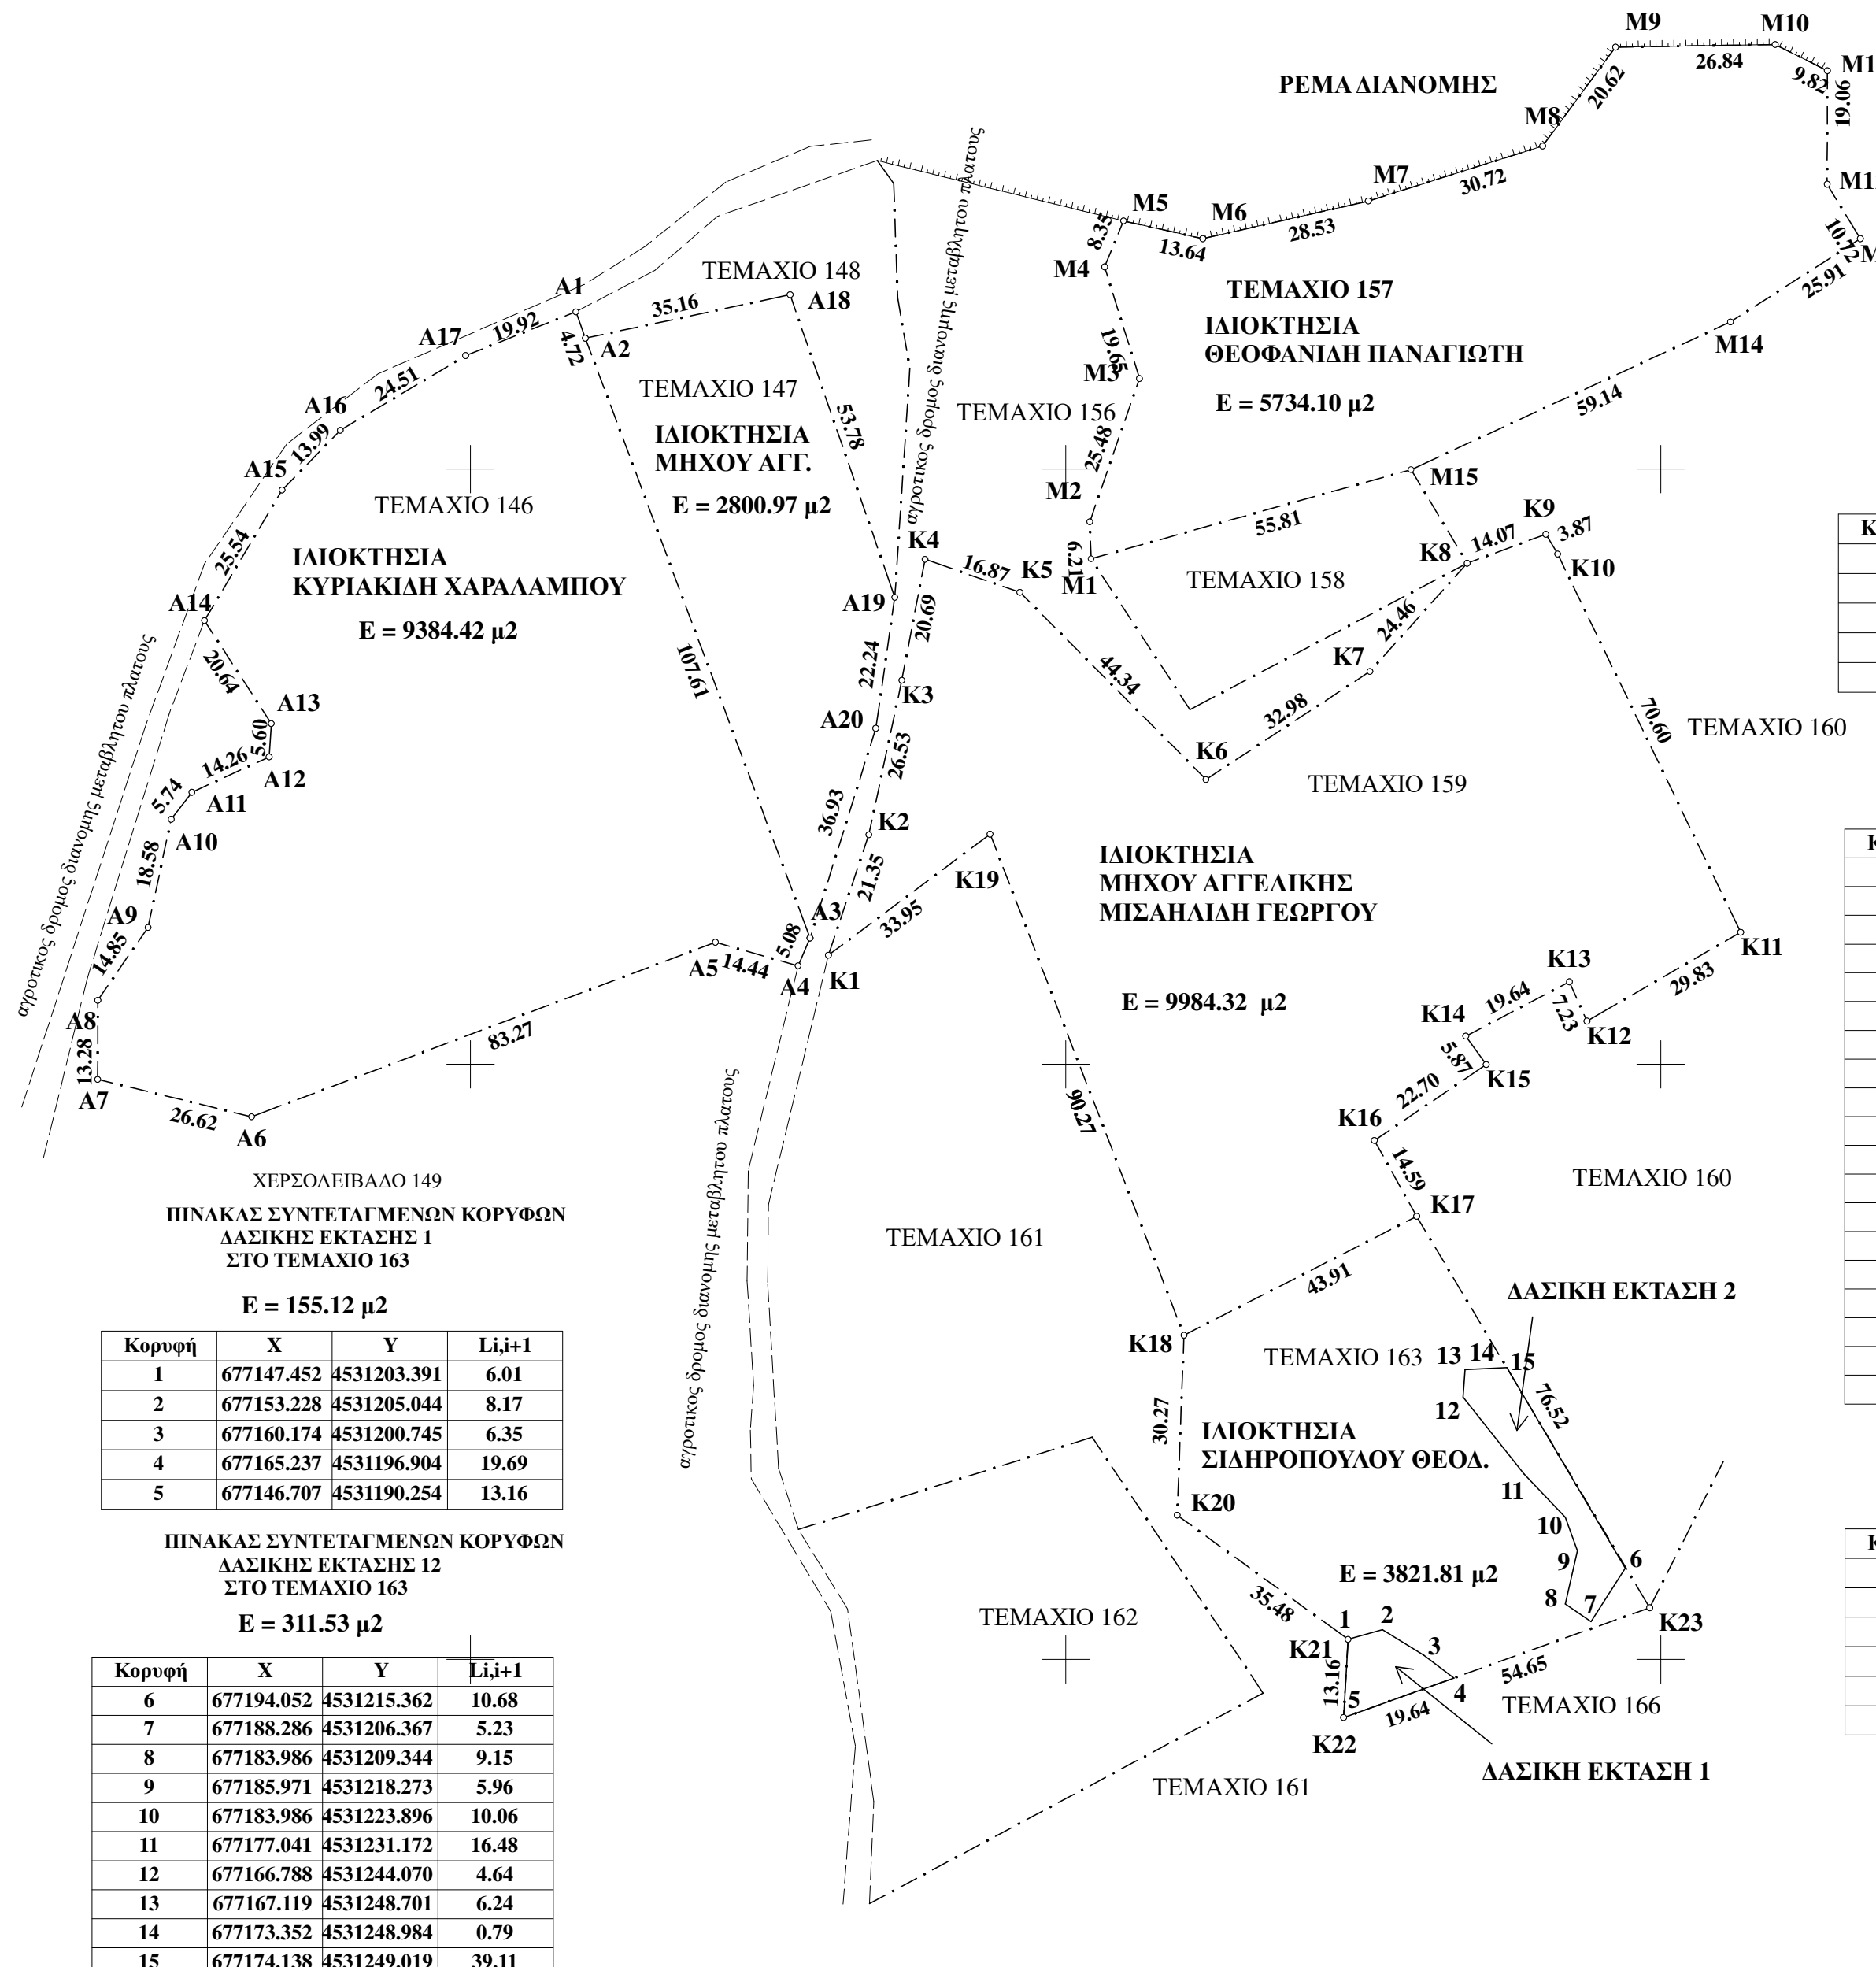 M9
M10
M1
26.84
9.82
19.06
ΡΕΜΑ ΔΙΑΝΟΜΗΣ
20.62
M8
M7
30.72
M1
M5
M6
28.53
13.64
8.35
M4
10.72
M
25.91
ΤΕΜΑΧΙΟ 148
ΤΕΜΑΧΙΟ 157
ΙΔΙΟΚΤΗΣΙΑ
ΘΕΟΦΑΝΙΔΗ ΠΑΝΑΓΙΩΤΗ
Ε = 5734.10 μ2
M14
59.14
A1
A18
35.16
A17
19.92
4.72
A2
19.65
M3
ΤΕΜΑΧΙΟ 147
ΤΕΜΑΧΙΟ 156
24.51
A16
13.99
A15
53.78
ΙΔΙΟΚΤΗΣΙΑ
ΜΗΧΟΥ ΑΓΓ.
Ε = 2800.97 μ2
αγροτικος δρομος διανομης μεταβλητου πλατους
25.48
M2
M15
ΤΕΜΑΧΙΟ 146
55.81
K9
3.87
14.07
K8
K10
25.54
ΙΔΙΟΚΤΗΣΙΑ
ΚΥΡΙΑΚΙΔΗ ΧΑΡΑΛΑΜΠΟΥ
Ε = 9384.42 μ2
K4
16.87
K5
6.21
M1
ΤΕΜΑΧΙΟ 158
A14
A19
20.69
24.46
20.64
107.61
22.24
44.34
K7
K3
32.98
A13
5.60
A20
70.60
ΤΕΜΑΧΙΟ 160
14.26
A12
26.53
K6
ΤΕΜΑΧΙΟ 159
5.74
A11
A10
36.93
K2
18.58
21.35
K19
ΙΔΙΟΚΤΗΣΙΑ
ΜΗΧΟΥ ΑΓΓΕΛΙΚΗΣ
ΜΙΣΑΗΛΙΔΗ ΓΕΩΡΓΟΥ
Ε = 9984.32 μ2
αγροτικος δρομος διανομης μεταβλητου πλατους
A9
14.85
A3
33.95
5.08
A5
14.44
A4
K1
K11
K13
29.83
19.64
7.23
K12
K14
5.87
K15
A8
13.28
83.27
A7
26.62
A6
90.27
22.70
K16
14.59
K17
ΧΕΡΣΟΛΕΙΒΑΔΟ 149
ΤΕΜΑΧΙΟ 160
ΠΙΝΑΚΑΣ ΣΥΝΤΕΤΑΓΜΕΝΩΝ ΚΟΡΥΦΩΝ
ΔΑΣΙΚΗΣ ΕΚΤΑΣΗΣ 1
ΣΤΟ ΤΕΜΑΧΙΟ 163
Ε = 155.12 μ2
αγροτικος δρομος διανομης μεταβλητου πλατους
ΤΕΜΑΧΙΟ 161
43.91
ΔΑΣΙΚΗ ΕΚΤΑΣΗ 2
K18
ΤΕΜΑΧΙΟ 163
13 14 15
12
76.52
Κορυφή X Y Li,i+1
1 677147.452 4531203.391 6.01
2 677153.228 4531205.044 8.17
3 677160.174 4531200.745 6.35
4 677165.237 4531196.904 19.69
5 677146.707 4531190.254 13.16
30.27
ΙΔΙΟΚΤΗΣΙΑ
ΣΙΔΗΡΟΠΟΥΛΟΥ ΘΕΟΔ.
11
K20
10
9
6
8
7
Ε = 3821.81 μ2
35.48
ΠΙΝΑΚΑΣ ΣΥΝΤΕΤΑΓΜΕΝΩΝ ΚΟΡΥΦΩΝ
ΔΑΣΙΚΗΣ ΕΚΤΑΣΗΣ 12
ΣΤΟ ΤΕΜΑΧΙΟ 163
Ε = 311.53 μ2
ΤΕΜΑΧΙΟ 162
1
2
3
K21
K23
13.16
5
4
54.65
19.64
K22
ΤΕΜΑΧΙΟ 166
ΔΑΣΙΚΗ ΕΚΤΑΣΗ 1
ΤΕΜΑΧΙΟ 161
Κορυφή X Y Li,i+1
6 677194.052 4531215.362 10.68
7 677188.286 4531206.367 5.23
8 677183.986 4531209.344 9.15
9 677185.971 4531218.273 5.96
10 677183.986 4531223.896 10.06
11 677177.041 4531231.172 16.48
12 677166.788 4531244.070 4.64
13 677167.119 4531248.701 6.24
14 677173.352 4531248.984 0.79
15 677174.138 4531249.019 39.11
K
K
K